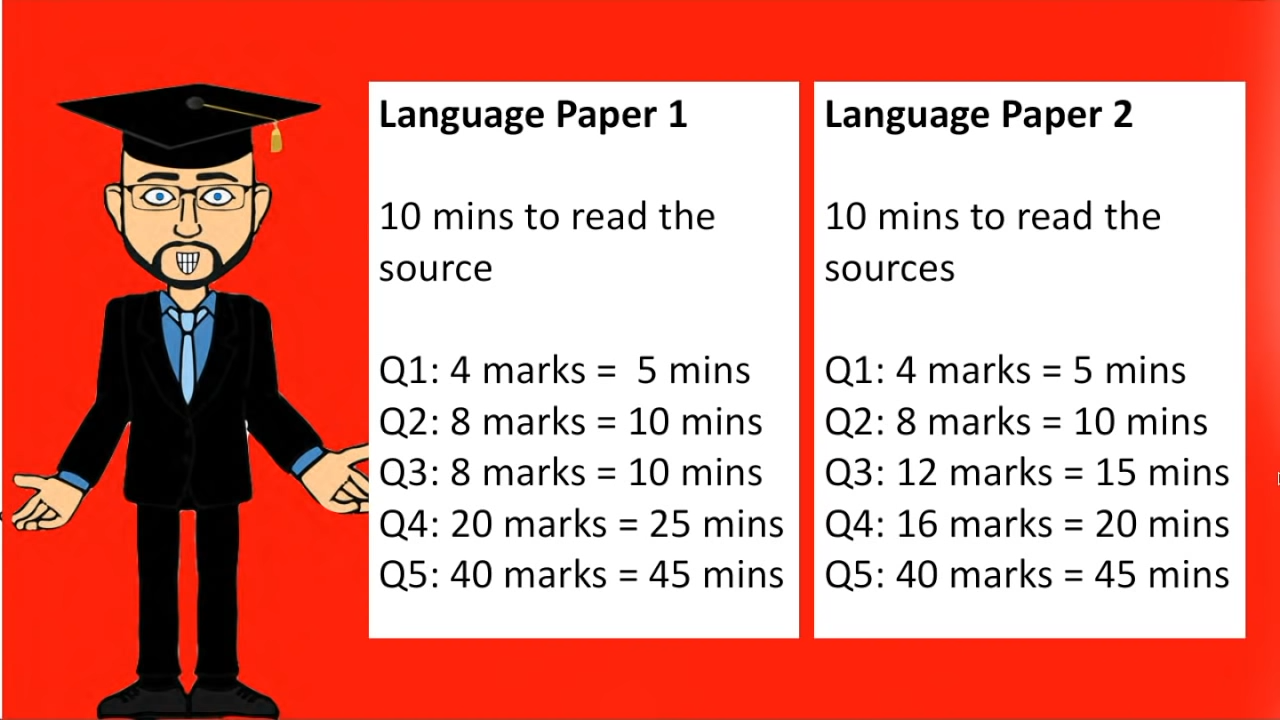 Language Paper 1
10 mins to read the
source
Q1: 4 marks =  5 mins
Q2: 8 marks = 10 mins
Q3: 8 marks = 10 mins
Q4: 20 marks = 25 mins
Q5: 40 marks = 45 mins
Language Paper 2
10 mins to read the
sources
Q1: 4 marks = 5 mins
Q2: 8 marks = 10 mins
Q3: 12 marks = 15 mins
Q4: 16 marks = 20 mins
Q5: 40 marks = 45 mins